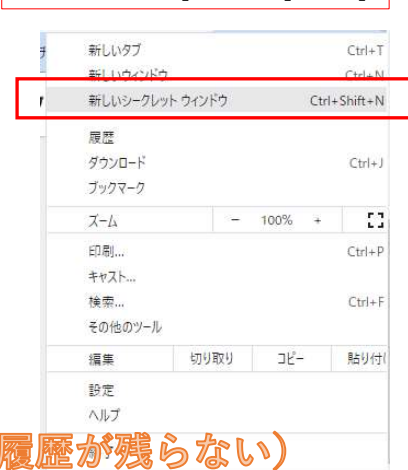 新しいタブ Ctrl+T
新しいウィンドウ Ctrl+N
新しいシークレット ウィンドウ Ctrl+Shift+N
履歴
ダウンロード Ctrl+J
ブックマーク
ズーム － 100% + 
印刷... Ctrl+P
キャスト...
検索... Ctrl+F
その他のツール
編集 切り取り コピー 貼り付け
設定
ヘルプ
履歴が残らない）